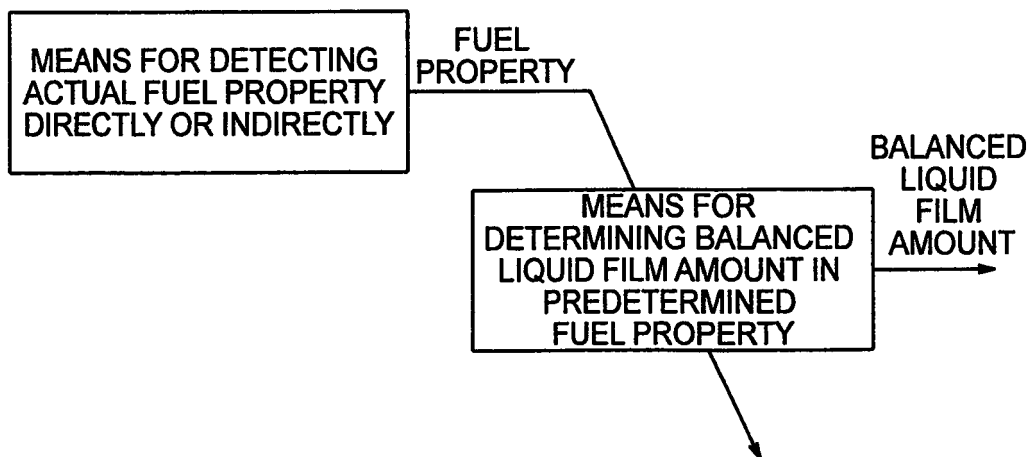 MEANS FOR DETECTING
ACTUAL FUEL PROPERTY
DIRECTLY OR INDIRECTLY
FUEL
PROPERTY
MEANS FOR
DETERMINING BALANCED
LIQUID FILM AMOUNT IN
PREDETERMINED
FUEL PROPERTY
BALANCED
LIQUID
FILM
AMOUNT